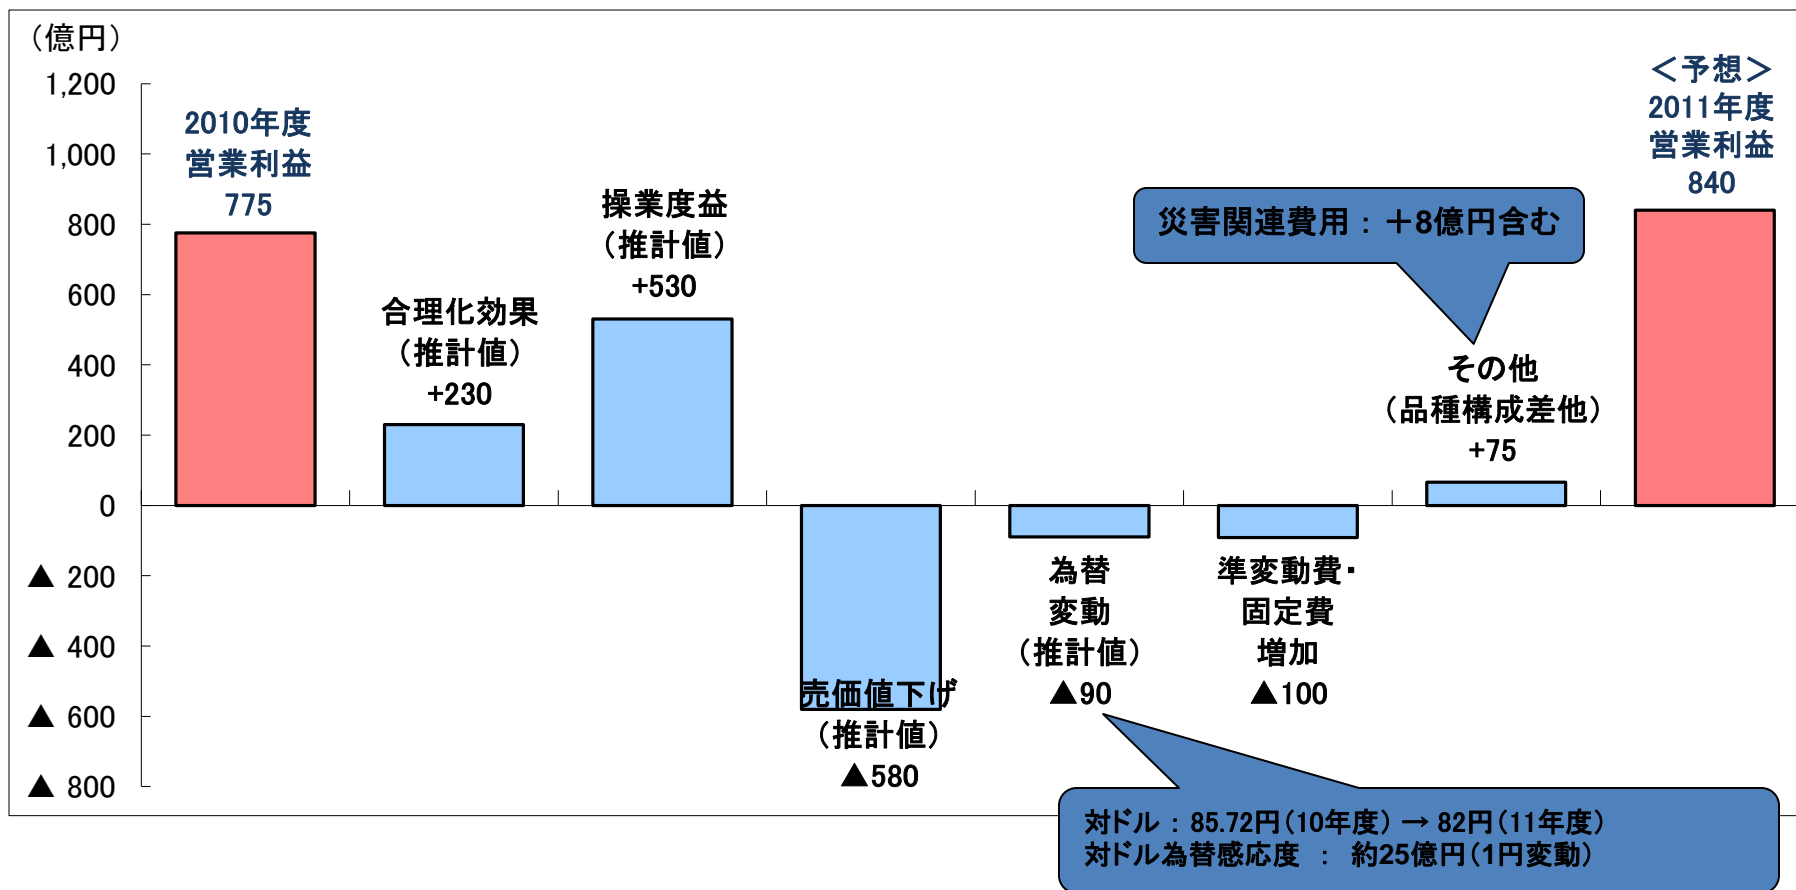 （億円）
1,200
1,000
800
600
400
200
0
▲ 200
▲ 400
▲ 600
▲ 800
2010年度
営業利益
775
合理化効果
（推計値）
+230
操業度益
（推計値）
+530
売価値下げ
（推計値）
▲580
為替
変動
（推計値）
▲90
準変動費・
固定費
増加
▲100
災害関連費用：＋8億円含む
その他
（品種構成差他）
+75
＜予想＞
2011年度
営業利益
840
対ドル：85.72円（10年度）→ 82円（11年度）
対ドル為替感応度 ： 約25億円（1円変動）